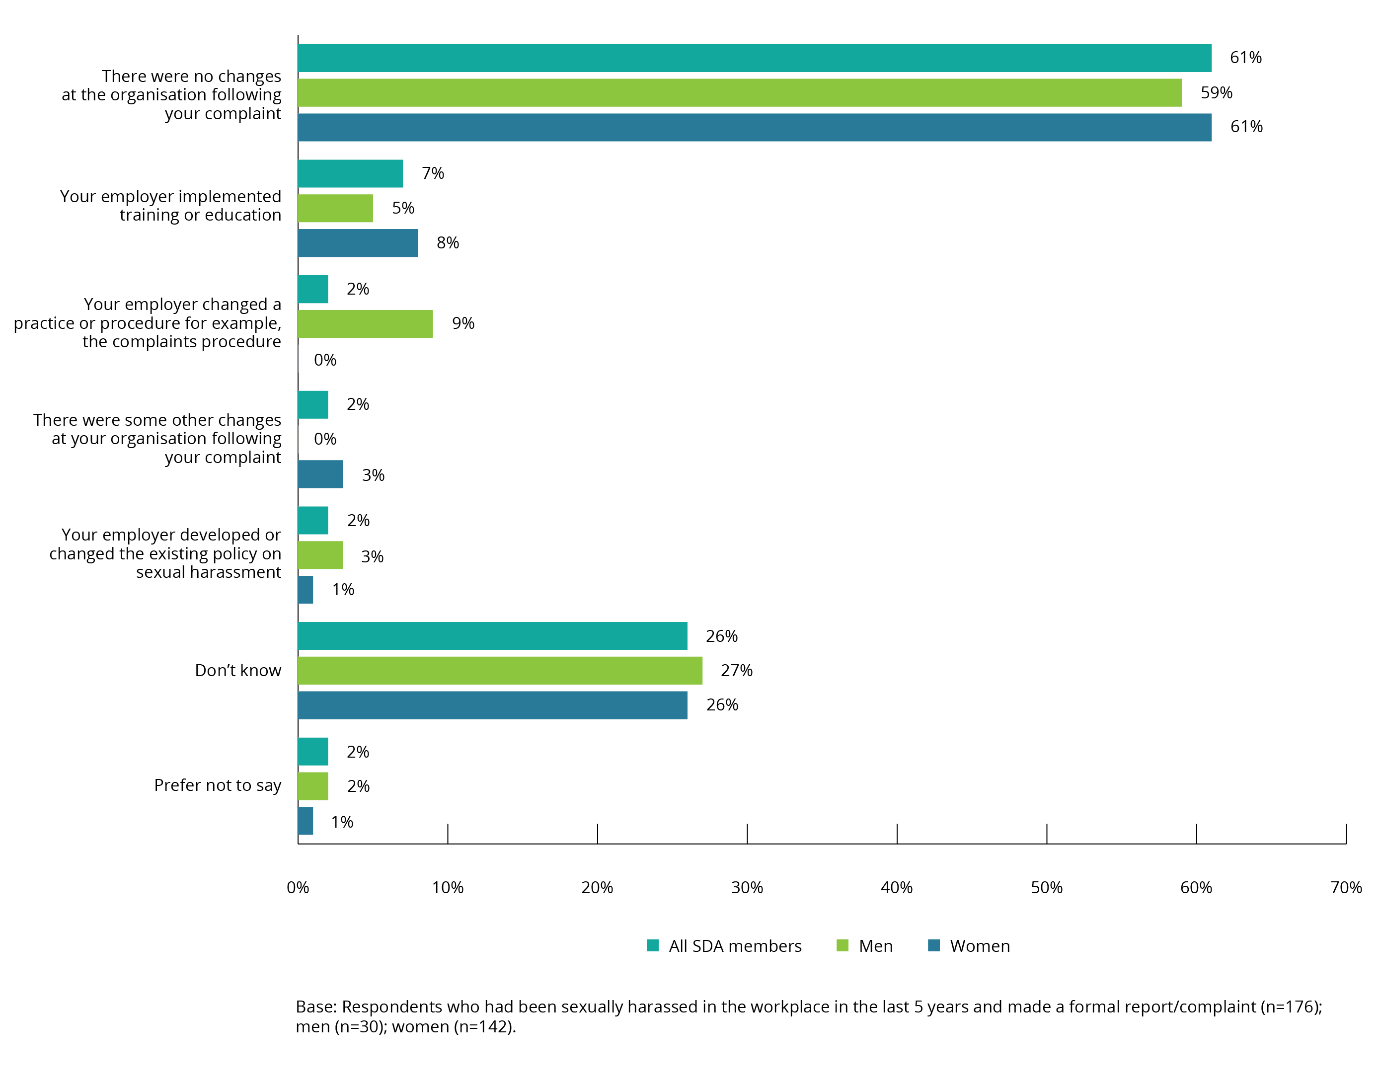 There were no changes
at the organisation following
your complaint
61%
59%
61%
Your employer implemented
training or education
7%
5%
8%
Your employer changed a
practice or procedure for example,
the complaints procedure
2%
9%
0%
There were some other changes
at your organisation following
your complaint
2%
0%
3%
Your employer developed or
changed the existing policy on
sexual harassment
2%
3%
1%
Don’t know
26%
27%
26%
Prefer not to say
2%
2%
1%
0% 10% 20% 30% 40% 50% 60% 70%
All SDA members Men Women
Base: Respondents who had been sexually harassed in the workplace in the last 5 years and made a formal report/complaint (n=176);
men (n=30); women (n=142).